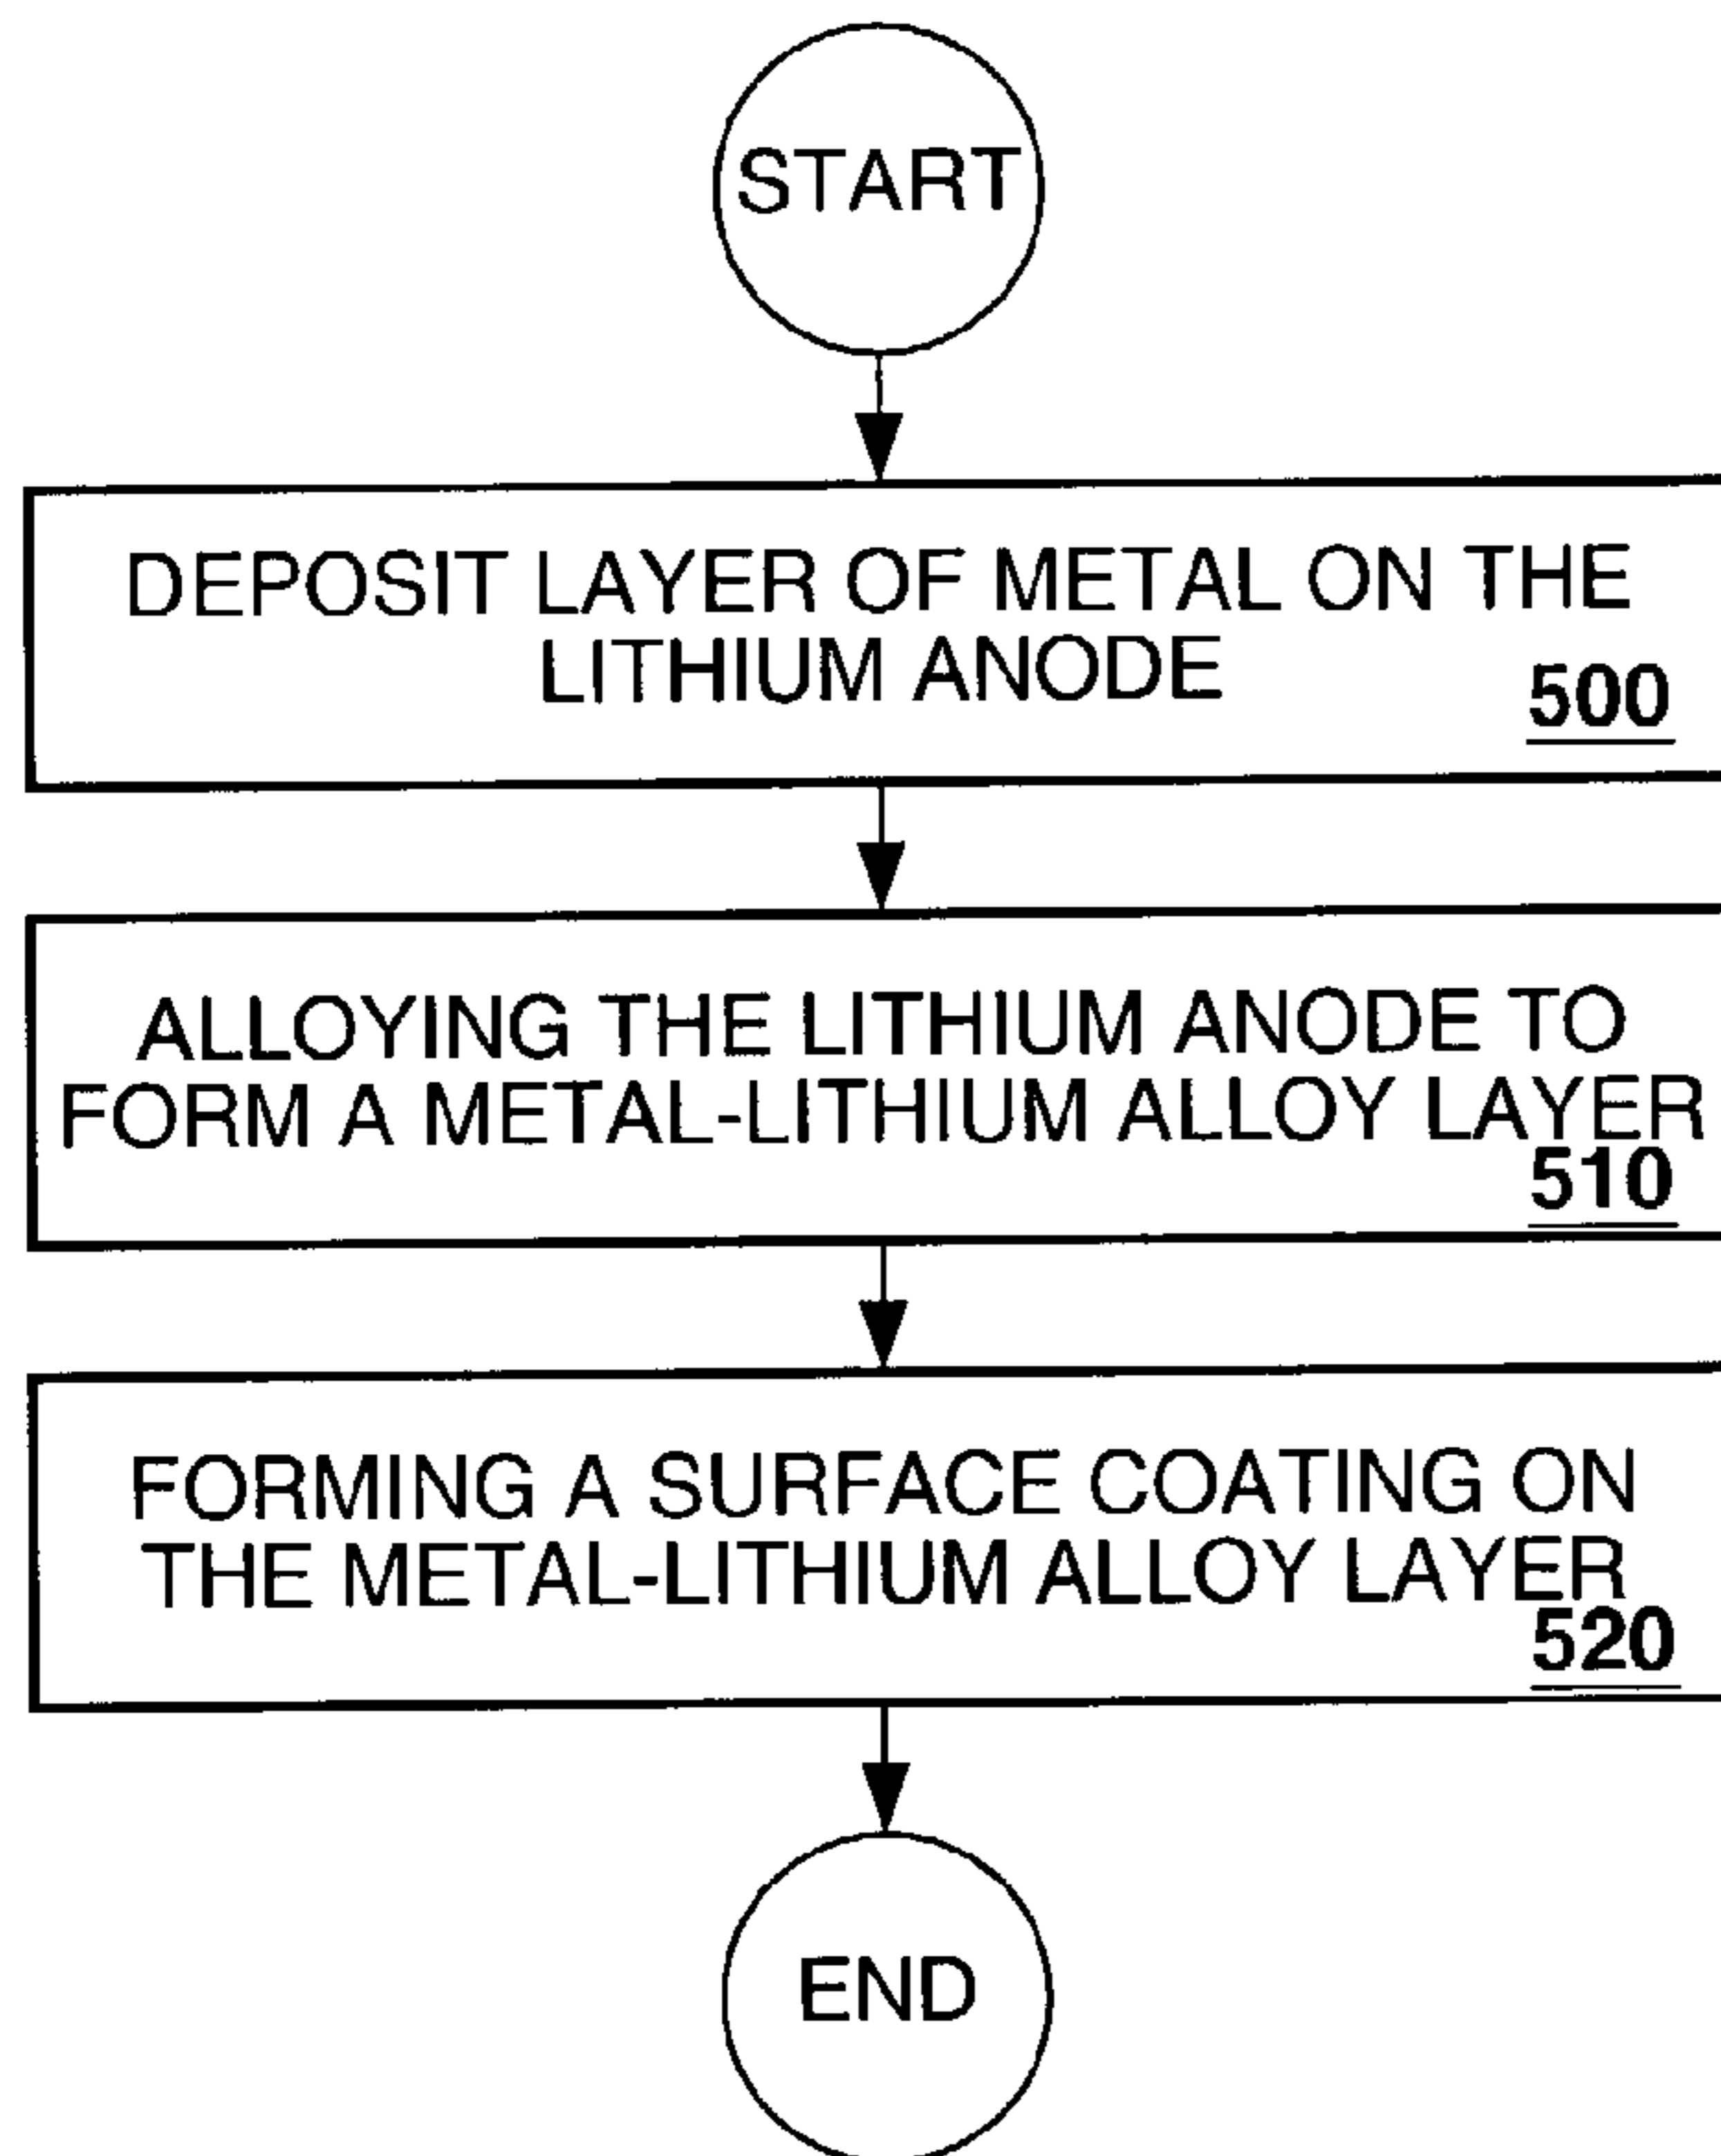 START
DEPOSIT LAYER OF METAL ON THE
LITHIUM ANODE
500
ALLOYING THE LITHIUM ANODE TO
FORM A METAL-LITHIUM ALLOY LAYER
510
FORMING A SURFACE COATING ON
THE METAL-LITHIUM ALLOY LAYER
520
END